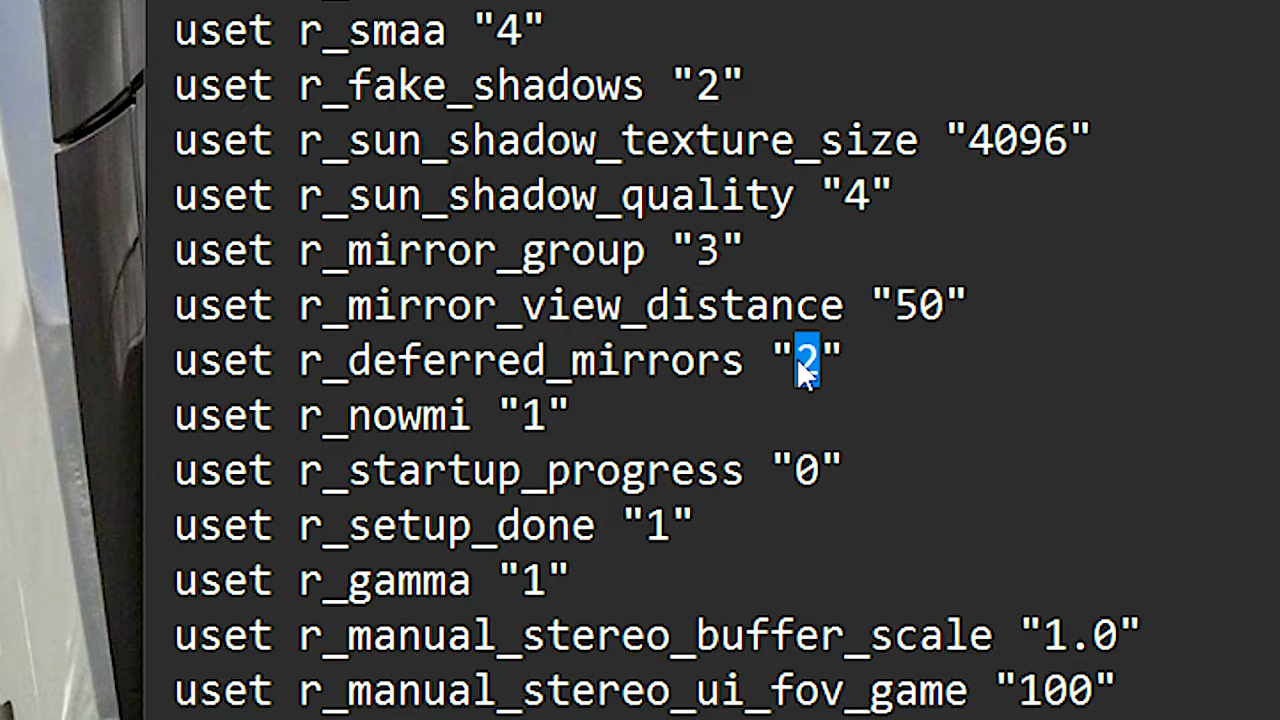 uset r_smaa "4"
uset r_fake_shadows "2"
uset r_sun_shadow_texture_size "4096"
uset r_sun_shadow_quality "4"
uset r_mirror_group "3"
uset r_mirror_view_distance "50"
uset r_deferred_mirrors "2"
uset r_nowmi "1"
uset r_startup_progress "0"
uset r_setup_done "1"
uset r_gamma "1"
uset r_manual_stereo_buffer_scale "1.0"
uset r_manual_stereo_ui_fov_game "100"